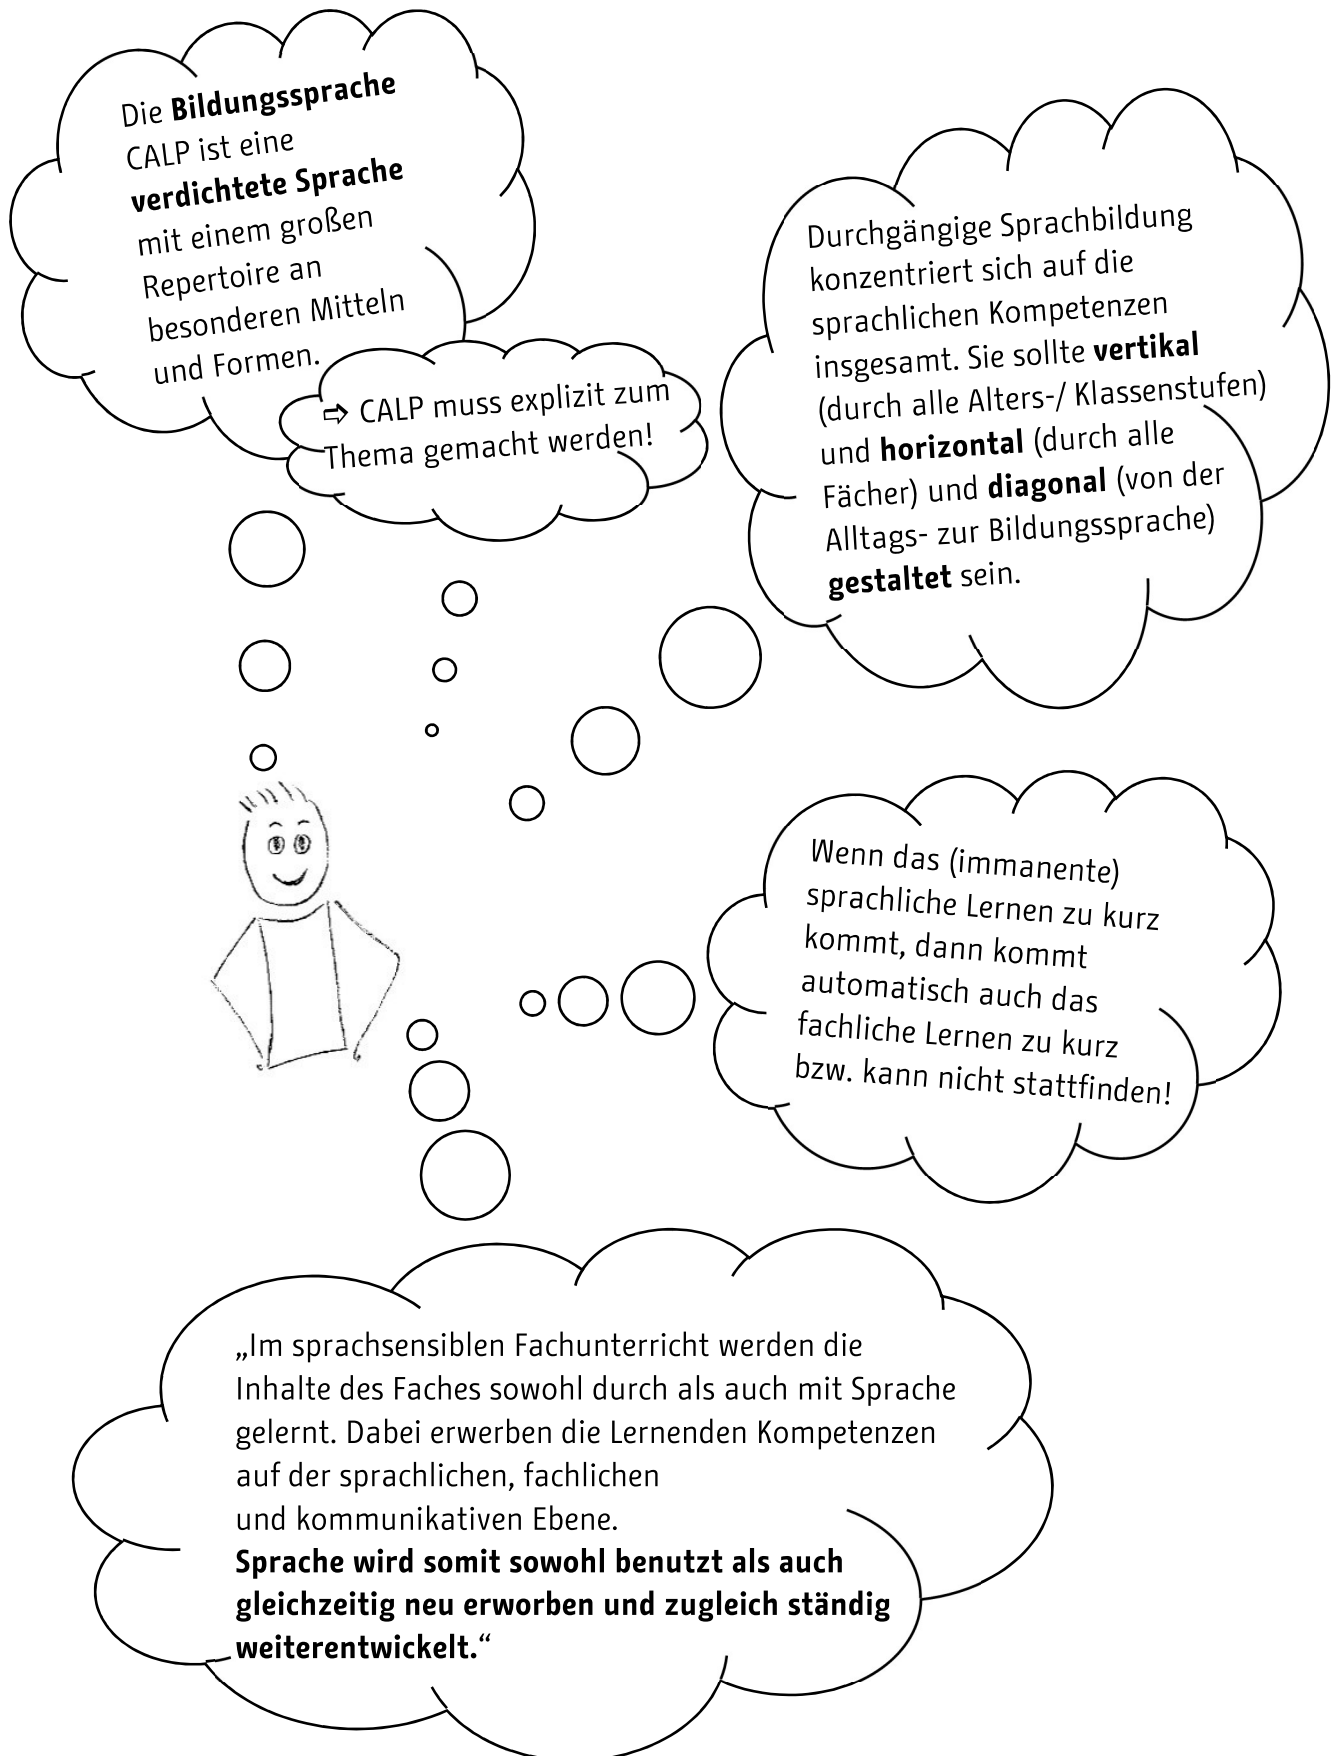 Die Bildungssprache
CALP ist eine
verdichtete Sprache
mit einem großen
Repertoire an
besonderen Mitteln
und Formen.
⇨ CALP muss explizit zum
Thema gemacht werden!
Durchgängige Sprachbildung
konzentriert sich auf die
sprachlichen Kompetenzen
insgesamt. Sie sollte vertikal
(durch alle Alters-/ Klassenstufen)
und horizontal (durch alle
Fächer) und diagonal (von der
Alltags- zur Bildungssprache)
gestaltet sein.
Wenn das (immanente)
sprachliche Lernen zu kurz
kommt, dann kommt
automatisch auch das
fachliche Lernen zu kurz
bzw. kann nicht stattfinden!
„Im sprachsensiblen Fachunterricht werden die
Inhalte des Faches sowohl durch als auch mit Sprache
gelernt. Dabei erwerben die Lernenden Kompetenzen
auf der sprachlichen, fachlichen
und kommunikativen Ebene.
Sprache wird somit sowohl benutzt als auch
gleichzeitig neu erworben und zugleich ständig
weiterentwickelt.“